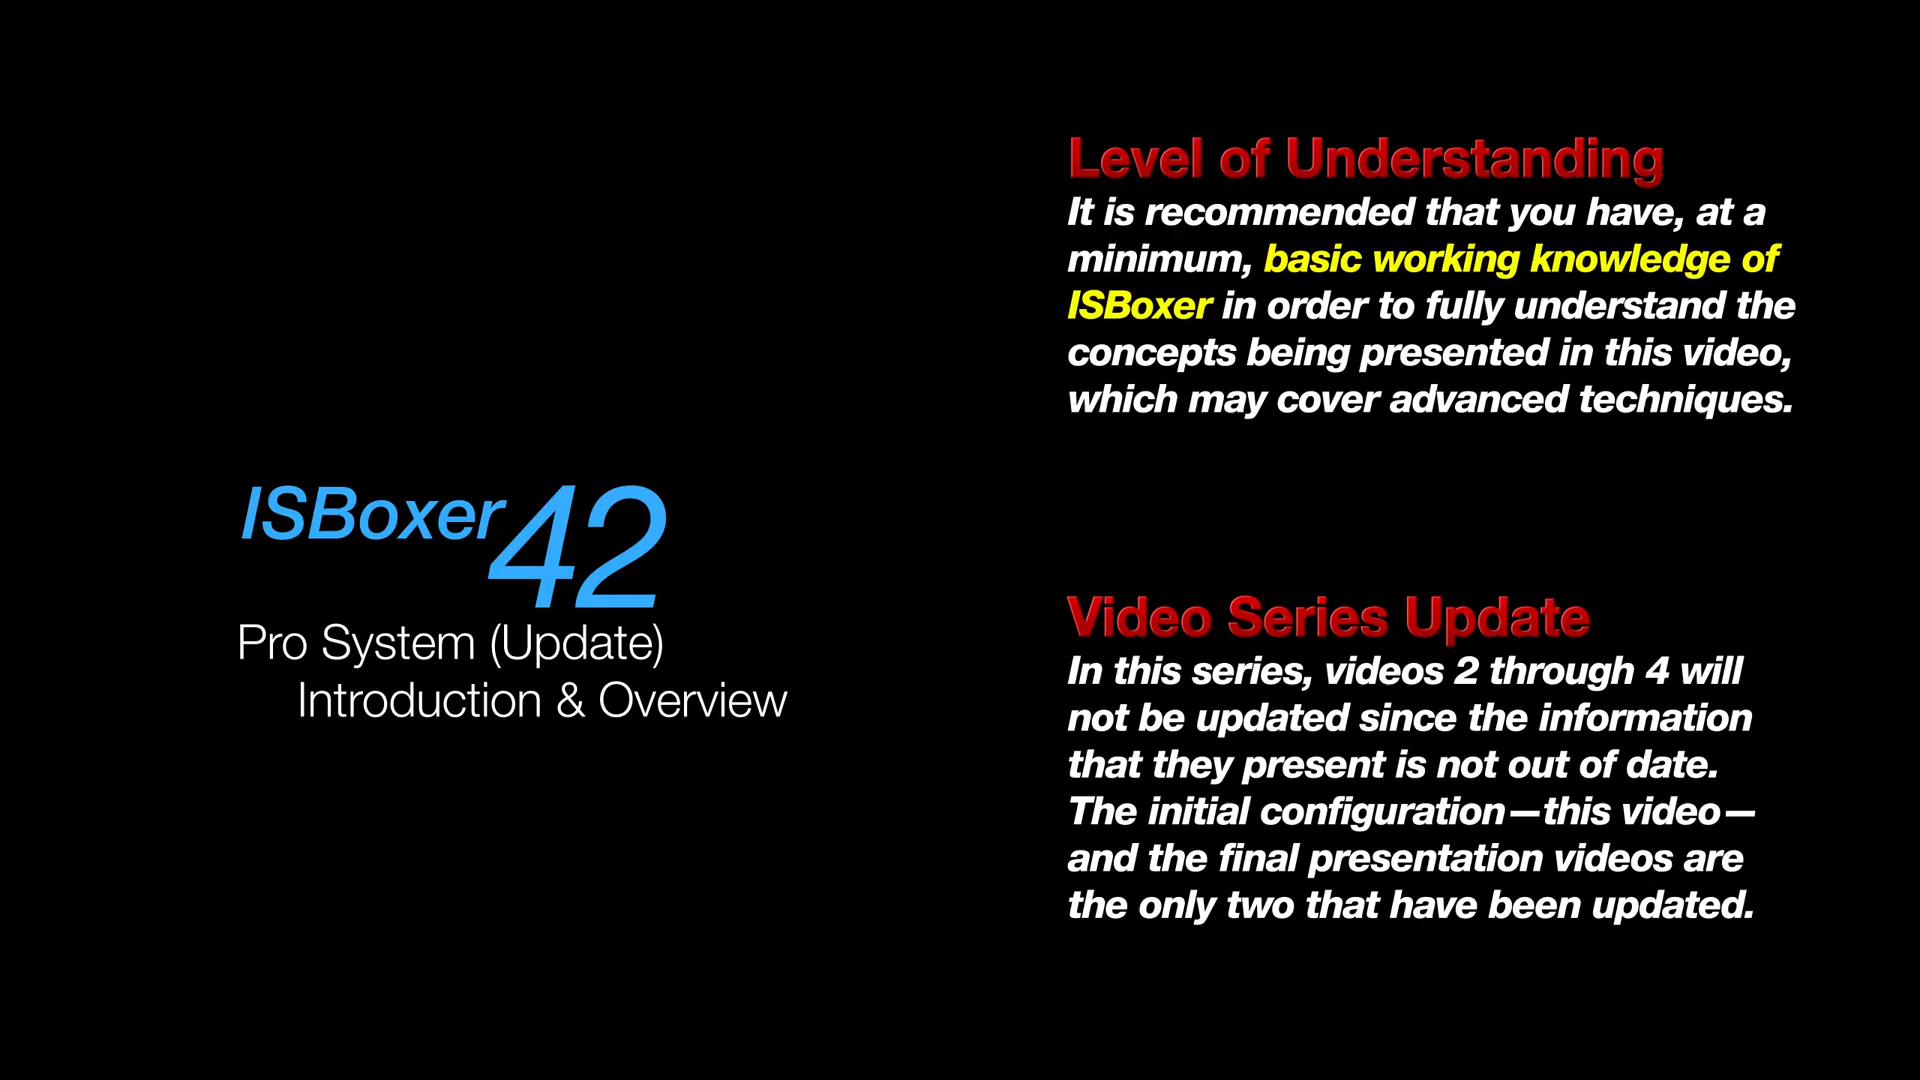 ISBoxer 42
Pro System (Update)
Introduction & Overview
Level of Understanding
It is recommended that you have, at a
minimum, basic working knowledge of
ISBoxer in order to fully understand the
concepts being presented in this video,
which may cover advanced techniques.
Video Series Update
In this series, videos 2 through 4 will
not be updated since the information
that they present is not out of date.
The initial configuration—this video—
and the final presentation videos are
the only two that have been updated.